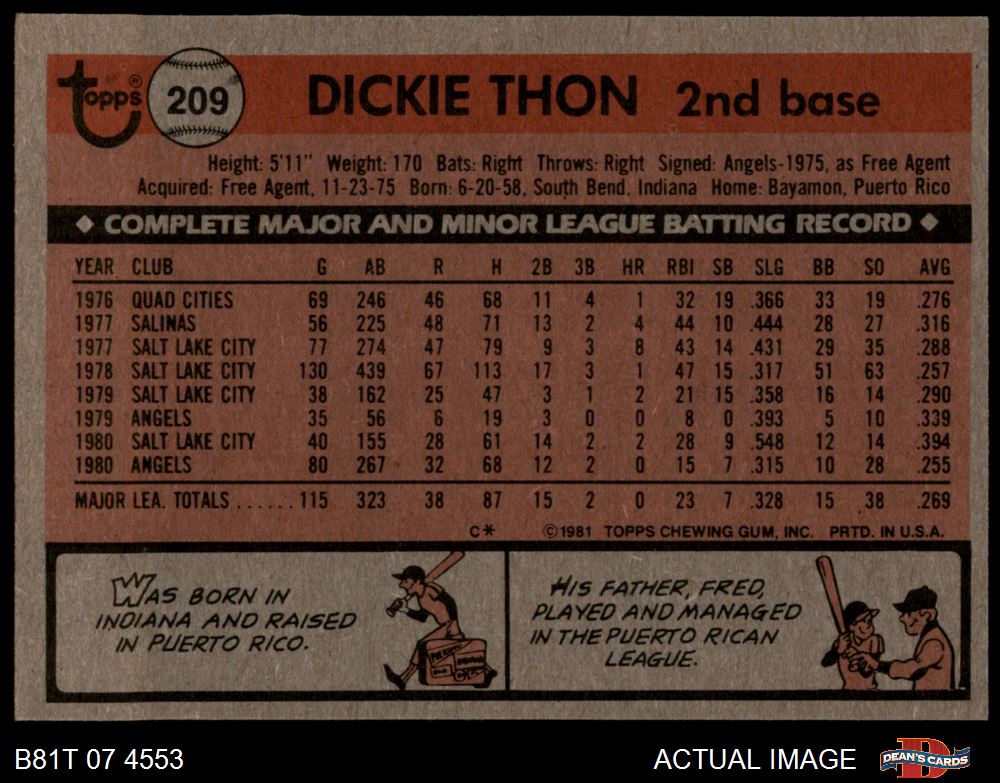 topps®
209
DICKIE THON 2nd base
Height: 5'11" Weight: 170 Bats: Right Throws: Right Signed: Angels-1975, as Free Agent
Acquired: Free Agent, 11-23-75 Born: 6-20-58, South Bend, Indiana Home: Bayamon, Puerto Rico
◆ COMPLETE MAJOR AND MINOR LEAGUE BATTING RECORD ◆
YEAR CLUB G AB R H 2B 3B HR RBI SB SLG BB SO AVG
1976 QUAD CITIES 69 246 46 68 11 4 1 32 19 .366 33 19 .276
1977 SALINAS 56 225 48 71 13 2 4 44 10 .444 28 27 .316
1977 SALT LAKE CITY 77 274 47 79 9 3 8 43 14 .431 29 35 .288
1978 SALT LAKE CITY 130 439 67 113 17 3 1 47 15 .317 51 63 .257
1979 SALT LAKE CITY 38 162 25 47 3 1 2 21 15 .358 16 14 .290
1979 ANGELS 35 56 6 19 3 0 0 8 0 .393 5 10 .339
1980 SALT LAKE CITY 40 155 28 61 14 2 2 28 9 .548 12 14 .394
1980 ANGELS 80 267 32 68 12 2 0 15 7 .315 10 28 .255
MAJOR LEA. TOTALS ...... 115 323 38 87 15 2 0 23 7 .328 15 38 .269
C* ©1981 TOPPS CHEWING GUM, INC. PRTD. IN U.S.A.
WAS BORN IN
INDIANA AND RAISED
IN PUERTO RICO.
HIS FATHER, FRED,
PLAYED AND MANAGED
IN THE PUERTO RICAN
LEAGUE.
B81T 07 4553
ACTUAL IMAGE
DEAN'S CARDS